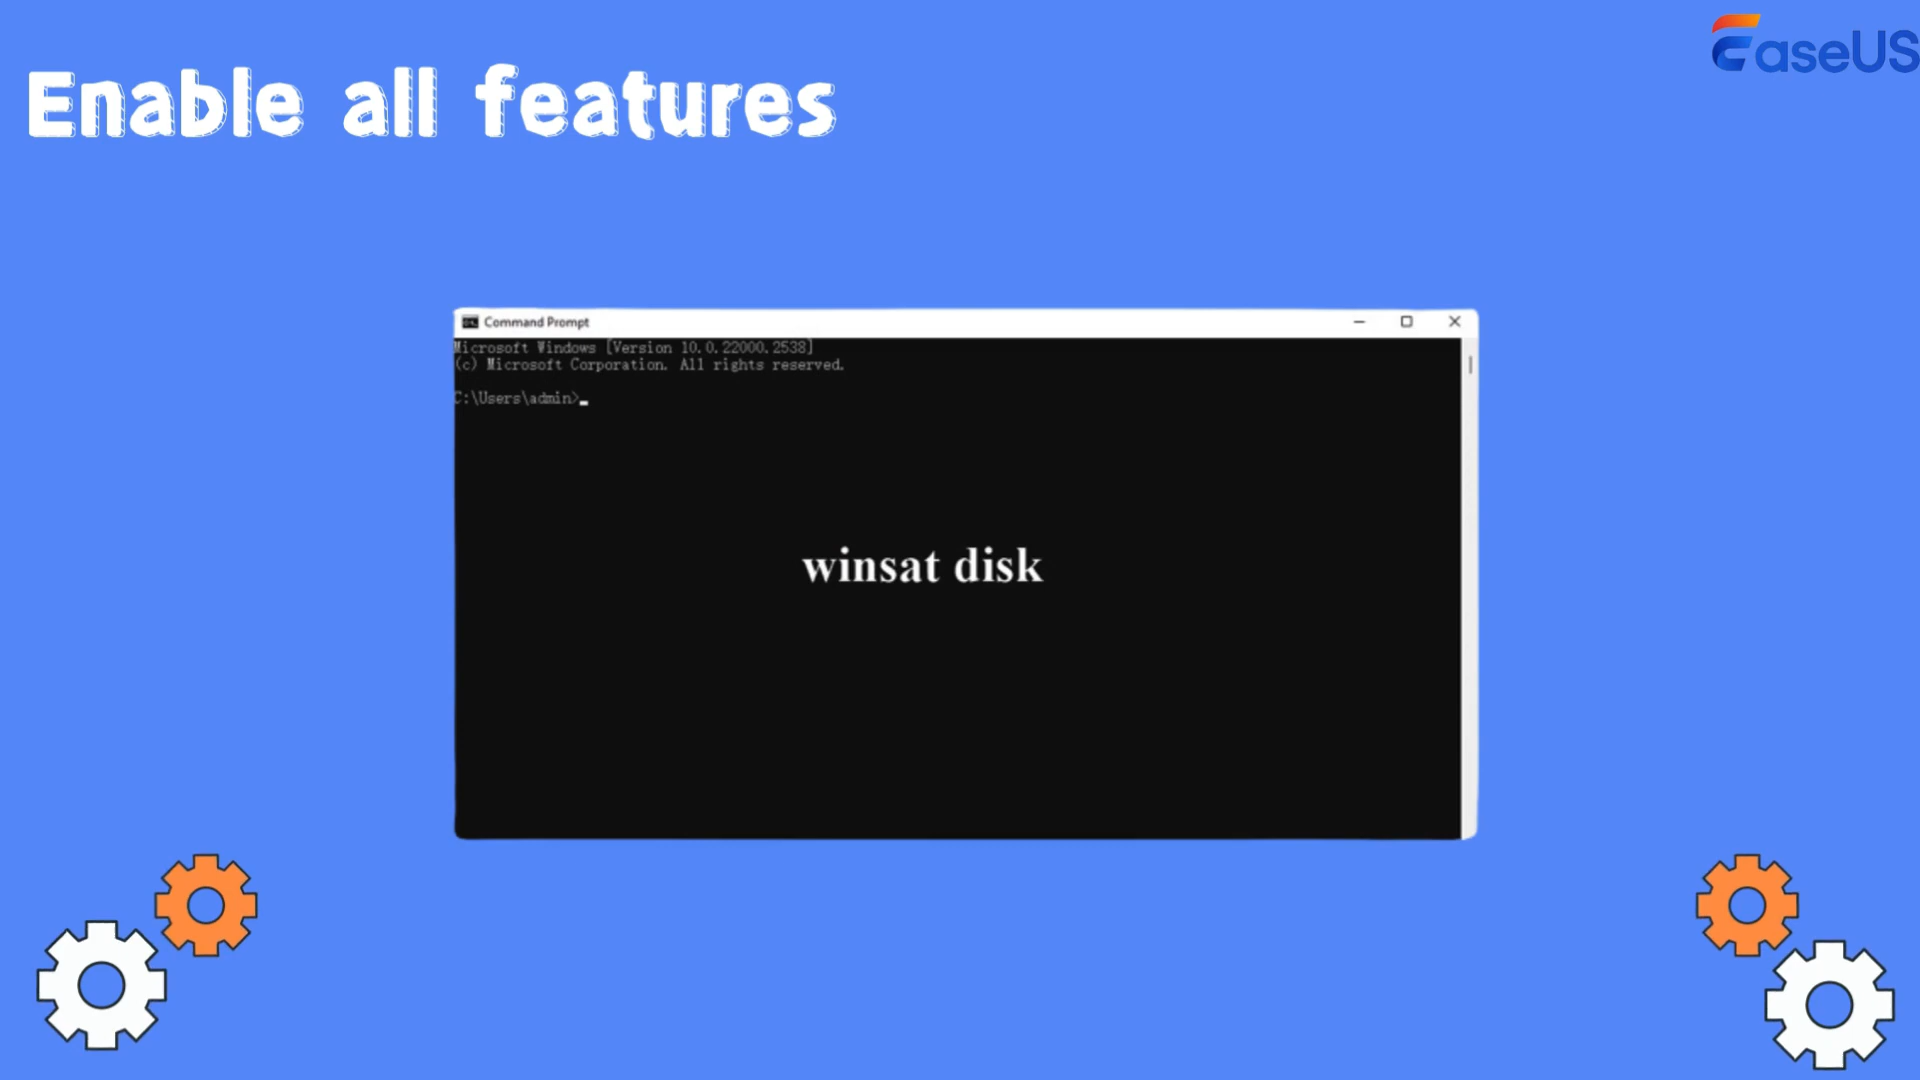 EaseUS
Enable all features
Command Prompt
Microsoft Windows [Version 10.0.22000.2538]
(c) Microsoft Corporation. All rights reserved.
C:\Users\admin>
winsat disk